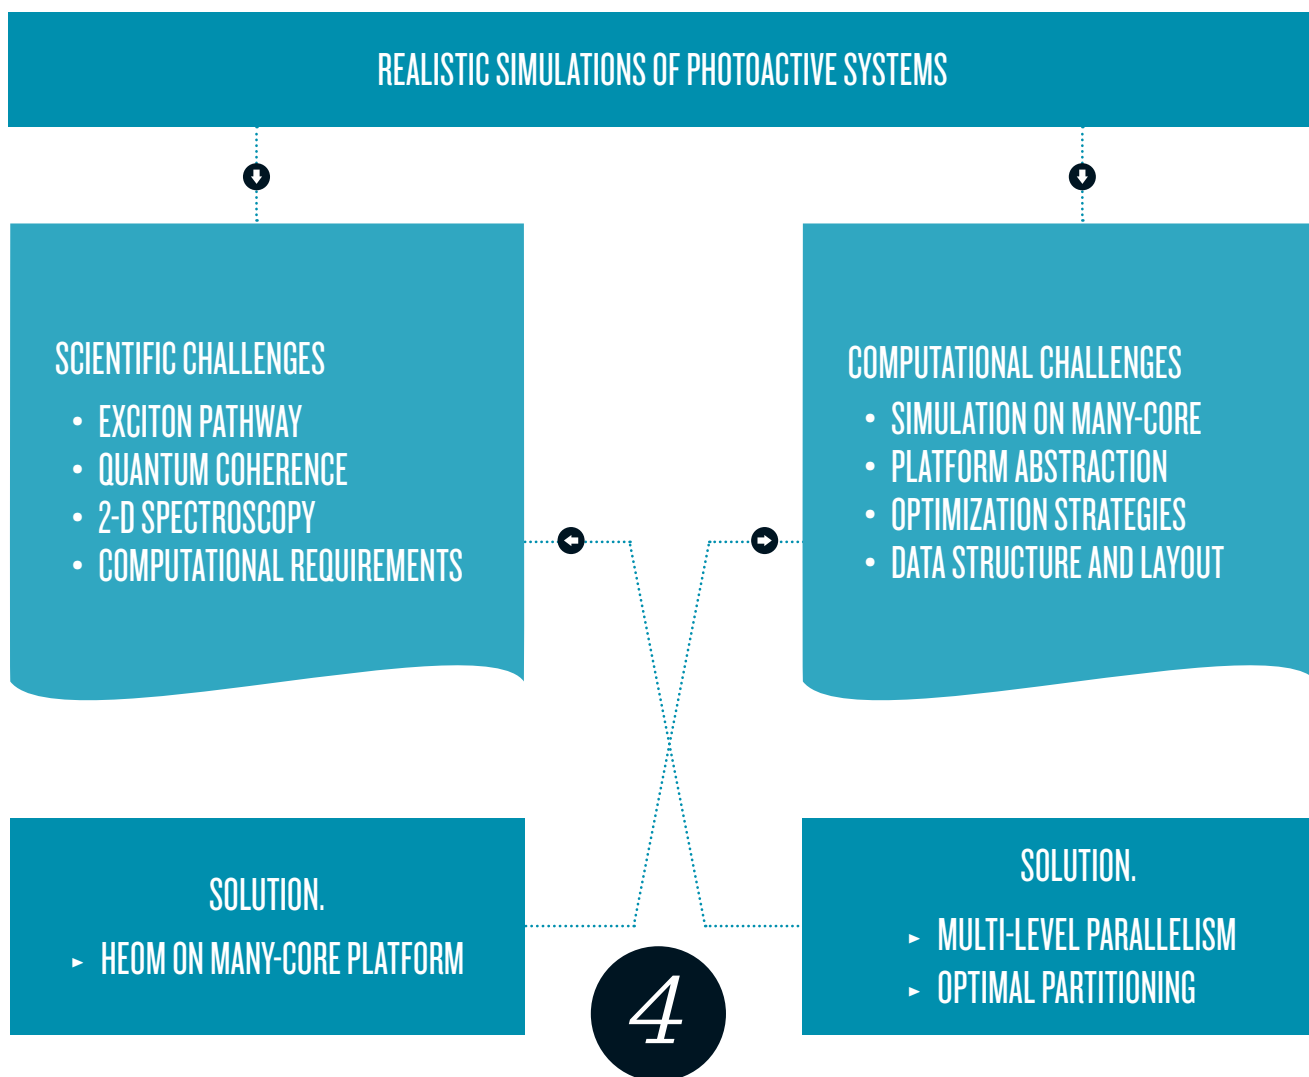 REALISTIC SIMULATIONS OF PHOTOACTIVE SYSTEMS
SCIENTIFIC CHALLENGES
• EXCITON PATHWAY
• QUANTUM COHERENCE
• 2-D SPECTROSCOPY
• COMPUTATIONAL REQUIREMENTS
COMPUTATIONAL CHALLENGES
• SIMULATION ON MANY-CORE
• PLATFORM ABSTRACTION
• OPTIMIZATION STRATEGIES
• DATA STRUCTURE AND LAYOUT
SOLUTION.
► HEOM ON MANY-CORE PLATFORM
SOLUTION.
► MULTI-LEVEL PARALLELISM
► OPTIMAL PARTITIONING
4